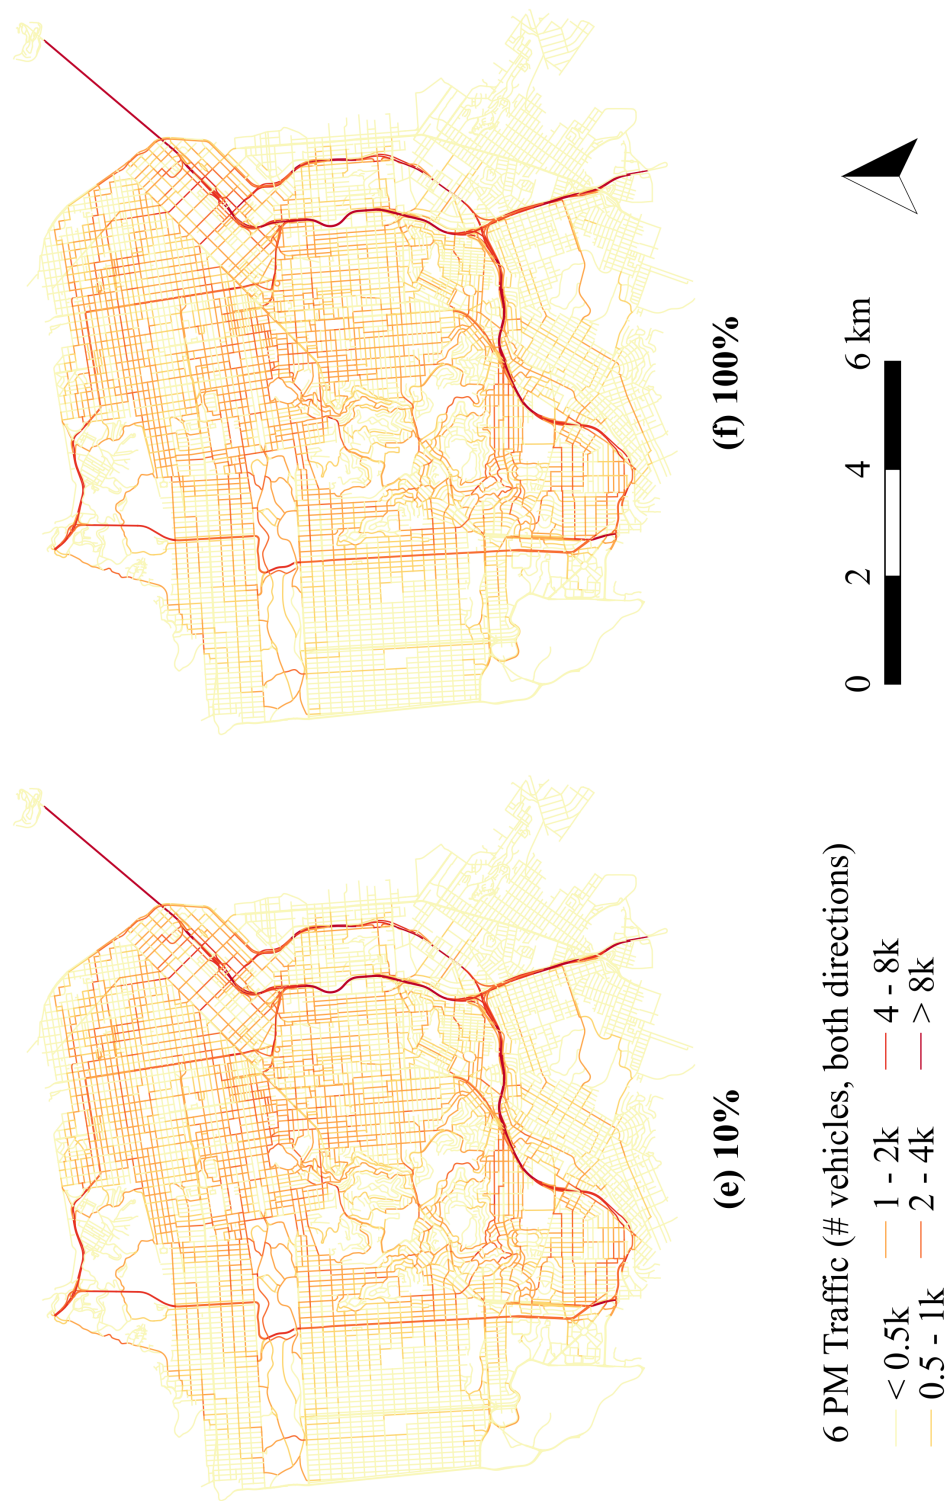 (e) 10%
(f) 100%
6 PM Traffic (# vehicles, both directions)
< 0.5k 1 - 2k 4 - 8k
0.5 - 1k 2 - 4k > 8k
0 2 4 6 km